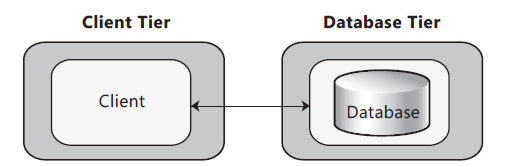 Client Tier
Database Tier
Client
Database